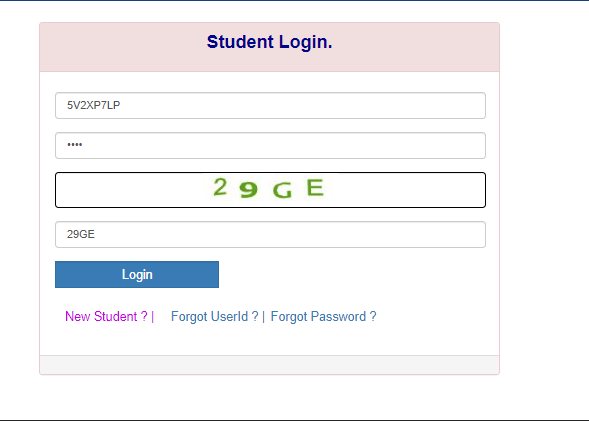 Student Login.
5V2XP7LP
••••
29GE
29GE
Login
New Student ? | Forgot UserId ? | Forgot Password ?